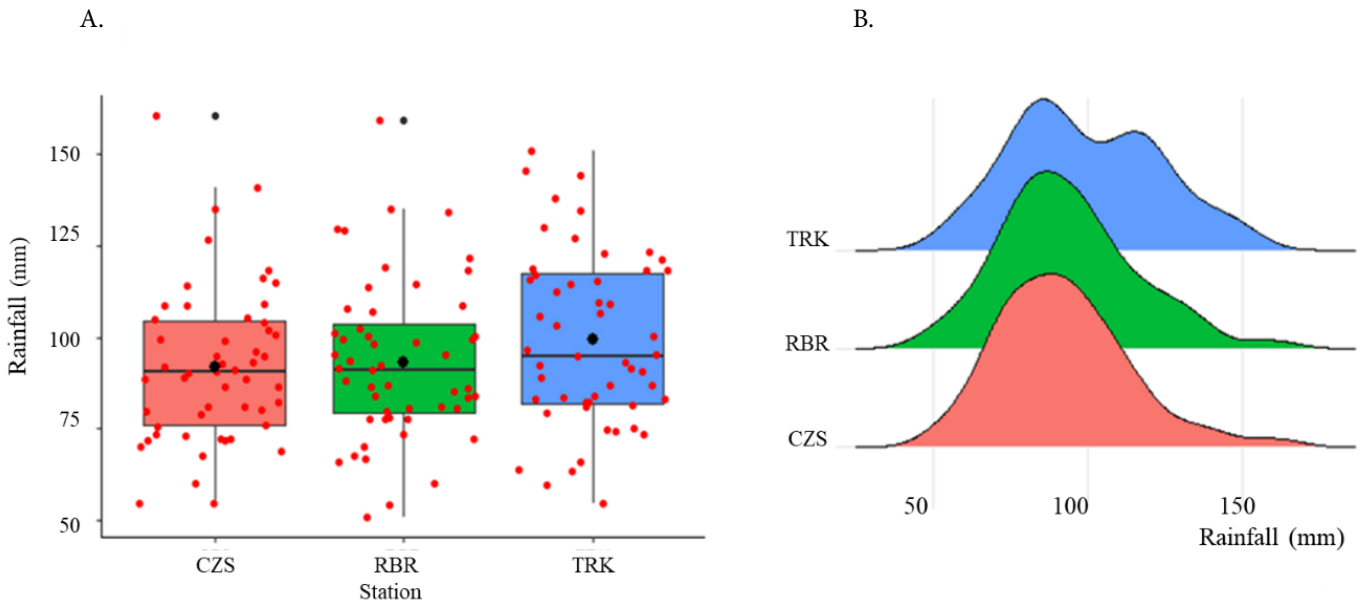 A.
Rainfall (mm)
150
125
100
75
50
CZS
RBR
TRK
Station
B.
TRK
RBR
CZS
50
100
150
Rainfall (mm)